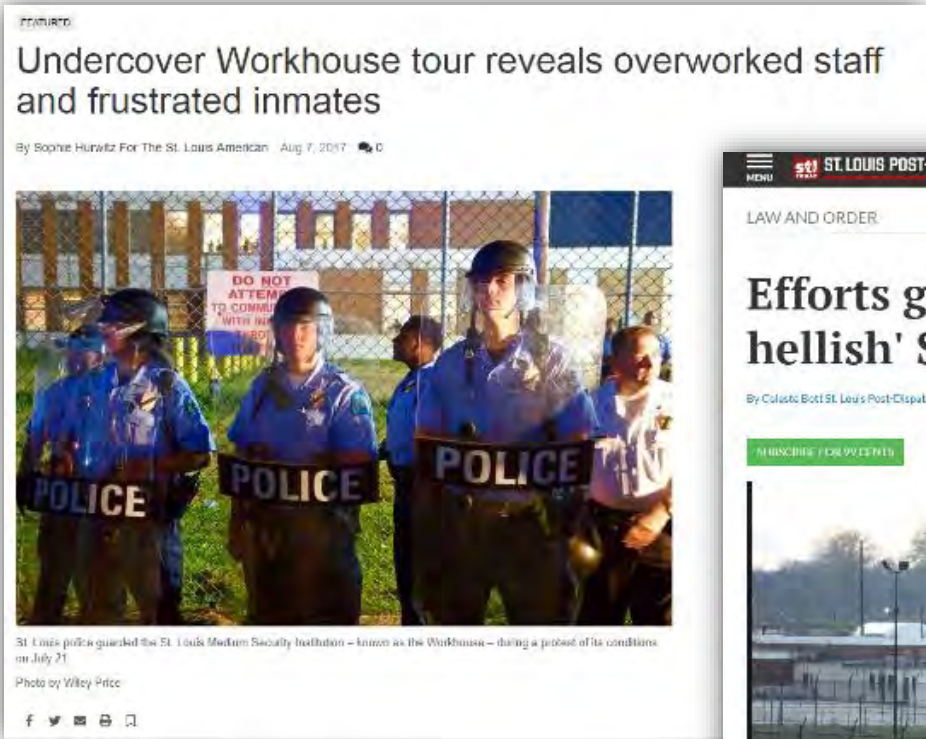 FEATURED
Undercover Workhouse tour reveals overworked staff
and frustrated inmates
By Sophie Hurwitz For The St. Louis American Aug 7, 2017 0
DO NOT
ATTEMP
TO COMMU
WITH IN
POLICE
POLICE
POLICE
St. Louis police guarded the St. Louis Medium Security Institution – known as the Workhouse – during a protest of its conditions
on July 21
Photo by Wiley Price
MENU
stl ST. LOUIS POST-
LAW AND ORDER
Efforts g
hellish' S
By Celeste Bott St. Louis Post-Dispat
SUBSCRIBE FOR 99 CENTS